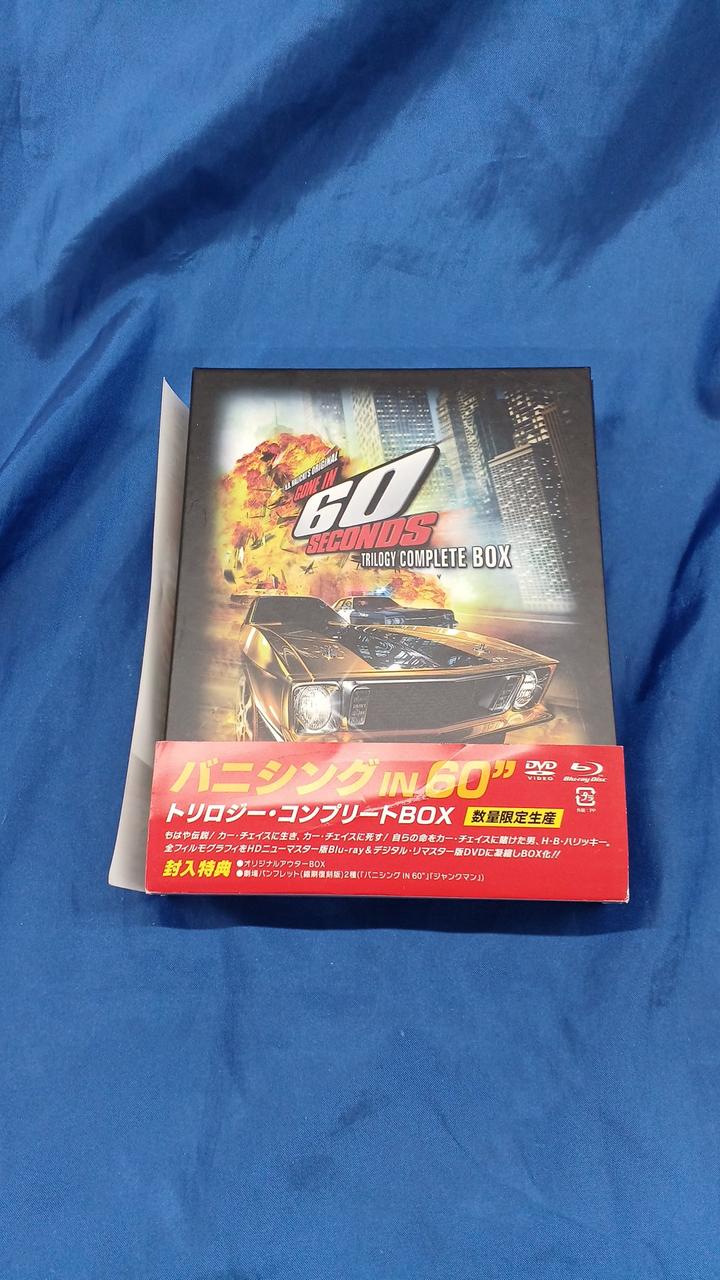 H.B. HALICKI'S ORIGINAL
GONE IN
60
SECONDS
TRILOGY COMPLETE BOX
バニシング IN 60”
DVD
VIDEO
Blu-ray Disc
トリロジー・コンプリートBOX 数量限定生産
外装:PP
もはや伝説! カー・チェイスに生き、カー・チェイスに死す! 自らの命をカー・チェイスに賭けた男、H・B・ハリッキー。
全フィルモグラフィをHDニューマスター版Blu-ray&デジタル・リマスター版DVDに凝縮しBOX化!!
封入特典 ●オリジナルアウターBOX
●劇場パンフレット(縮刷復刻版)2種(『バニシング IN 60”』『ジャンクマン』)